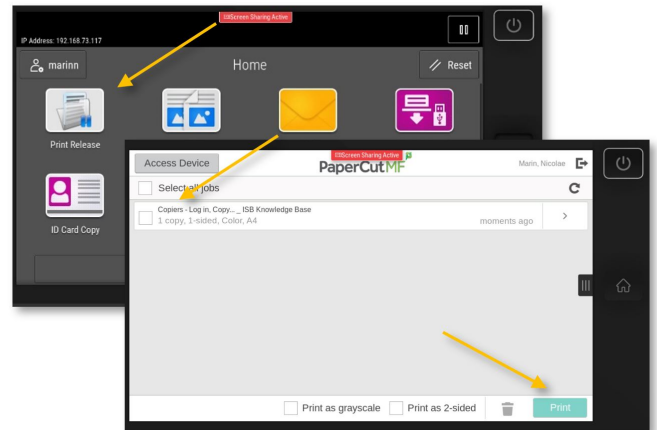 Screen Sharing Active
IP Address: 192.168.73.117
marinn
Home
Reset
Print Release
ID Card Copy
Screen Sharing Active
Access Device
PaperCutMF
Marin, Nicolae
Select all jobs
Copiers - Log in, Copy... _ ISB Knowledge Base
1 copy, 1-sided, Color, A4
moments ago
Print as grayscale
Print as 2-sided
Print